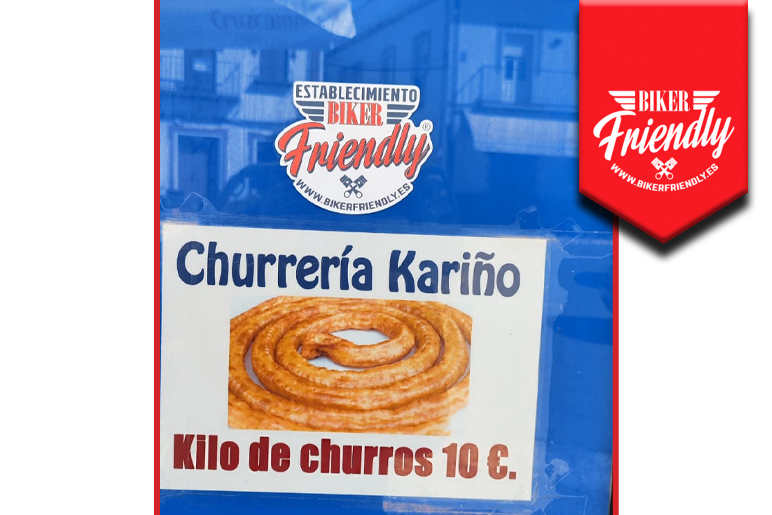 ESTABLECIMIENTO
BIKER
Friendly®
WWW.BIKERFRIENDLY.ES
BIKER
Friendly
WWW.BIKERFRIENDLY.ES
Churrería Kariño
Kilo de churros 10 €.